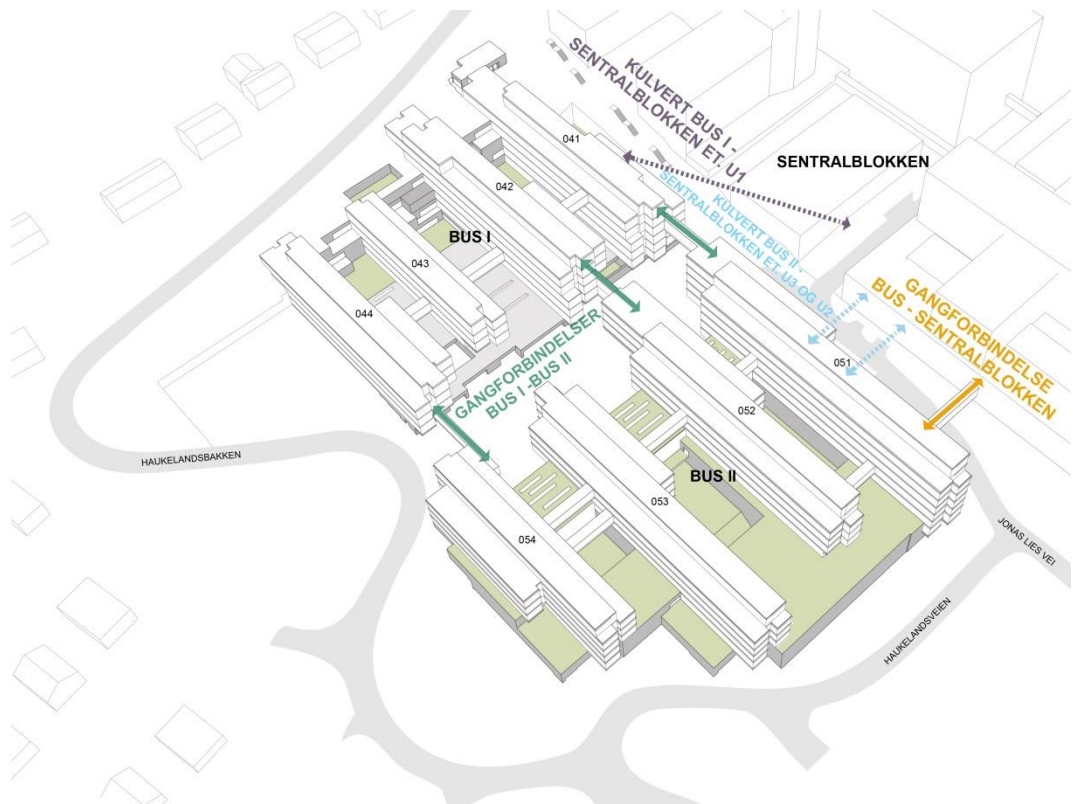 KULVERT BUS I -
SENTRALBLOKKEN ET. U1
SENTRALBLOKKEN
041
KULVERT BUS II -
SENTRALBLOKKEN ET. U3 OG U2
042
BUS I
043
044
GANGFORBINDELSE
BUS - SENTRALBLOKKEN
051
GANGFORBINDELSER
BUS I -BUS II
052
BUS II
053
054
HAUKELANDSBAKKEN
JONAS LIES VEI
HAUKELANDSVEIEN